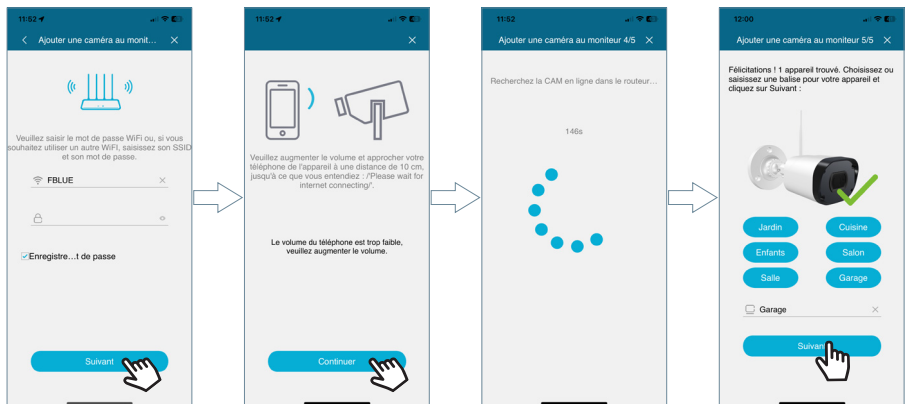 11:52
Ajouter une caméra au monit...
Veuillez saisir le mot de passe WiFi ou, si vous
souhaitez utiliser un autre WiFI, saisissez son SSID
et son mot de passe.
FBLUE
Enregistre...t de passe
Suivant
11:52
Veuillez augmenter le volume et approcher votre
téléphone de l'appareil à une distance de 10 cm,
jusqu'à ce que vous entendiez : /'Please wait for
internet connecting/'.
Le volume du téléphone est trop faible,
veuillez augmenter le volume.
Continuer
11:52
Ajouter une caméra au moniteur 4/5
Recherchez la CAM en ligne dans le routeur...
146s
12:00
Ajouter une caméra au moniteur 5/5
Félicitations ! 1 appareil trouvé. Choisissez ou
saisissez une balise pour votre appareil et
cliquez sur Suivant :
Jardin
Cuisine
Enfants
Salon
Salle
Garage
Garage
Suivant